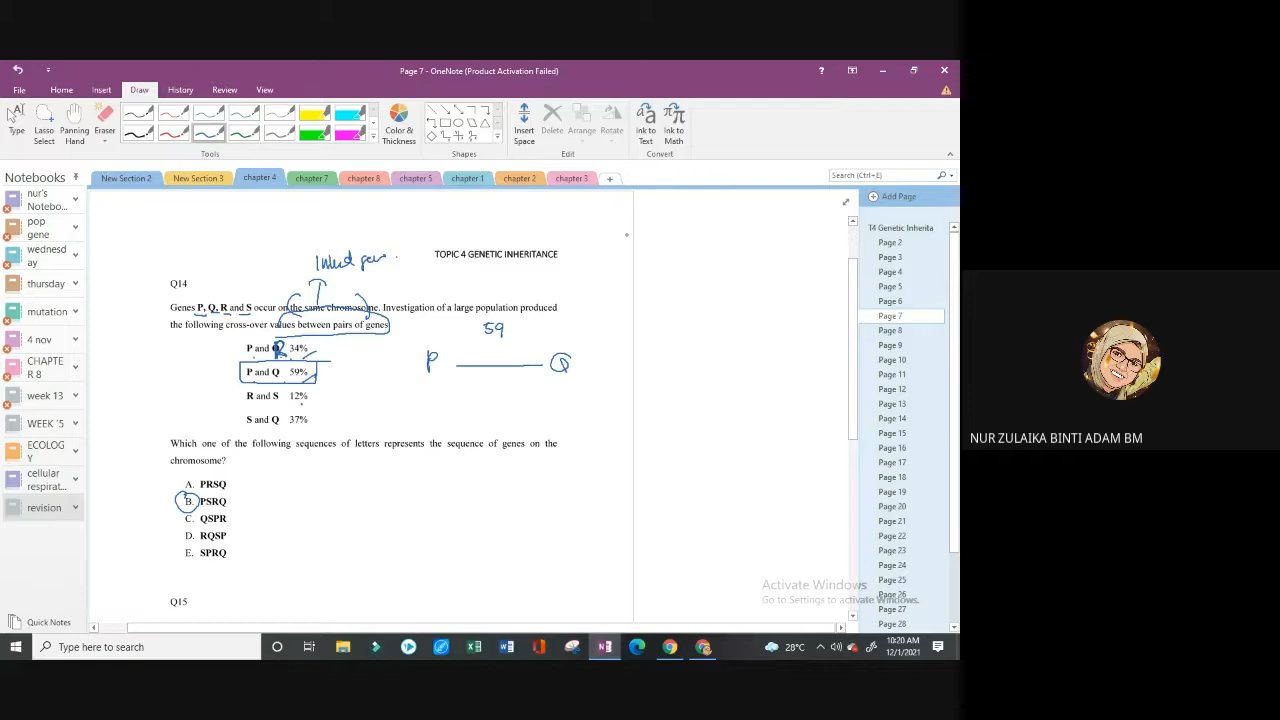 Page 7 - OneNote (Product Activation Failed)
?
File Home Insert Draw History Review View
Type
Lasso Select
Panning Hand
Eraser
Color & Thickness
Insert Space
Delete
Arrange
Rotate
Ink to Text
Ink to Math
Tools
Shapes
Edit
Convert
Notebooks
New Section 2
New Section 3
chapter 4
chapter 7
chapter 8
chapter 5
chapter 1
chapter 2
chapter 3
+
Search (Ctrl+E)
nur's Notebo...
pop gene
wednesday
thursday
mutation
4 nov
CHAPTER 8
week 13
WEEK '5
ECOLOGY
cellular respirat...
revision
Quick Notes
TOPIC 4 GENETIC INHERITANCE
Q14
Genes P, Q, R and S occur on the same chromosome. Investigation of a large population produced
the following cross-over values between pairs of genes
P and R 34%
P and Q 59%
R and S 12%
S and Q 37%
59
P Q
Which one of the following sequences of letters represents the sequence of genes on the
chromosome?
A. PRSQ
B. PSRQ
C. QSPR
D. RQSP
E. SPRQ
Q15
Add Page
T4 Genetic Inherita
Page 2
Page 3
Page 4
Page 5
Page 6
Page 7
Page 8
Page 9
Page 10
Page 11
Page 12
Page 13
Page 14
Page 15
Page 16
Page 17
Page 18
Page 19
Page 20
Page 21
Page 22
Page 23
Page 24
Page 25
Page 26
Page 27
Page 28
Activate Windows
Go to Settings to activate Windows.
Type here to search
28°C
10:20 AM
12/1/2021
NUR ZULAIKA BINTI ADAM BM